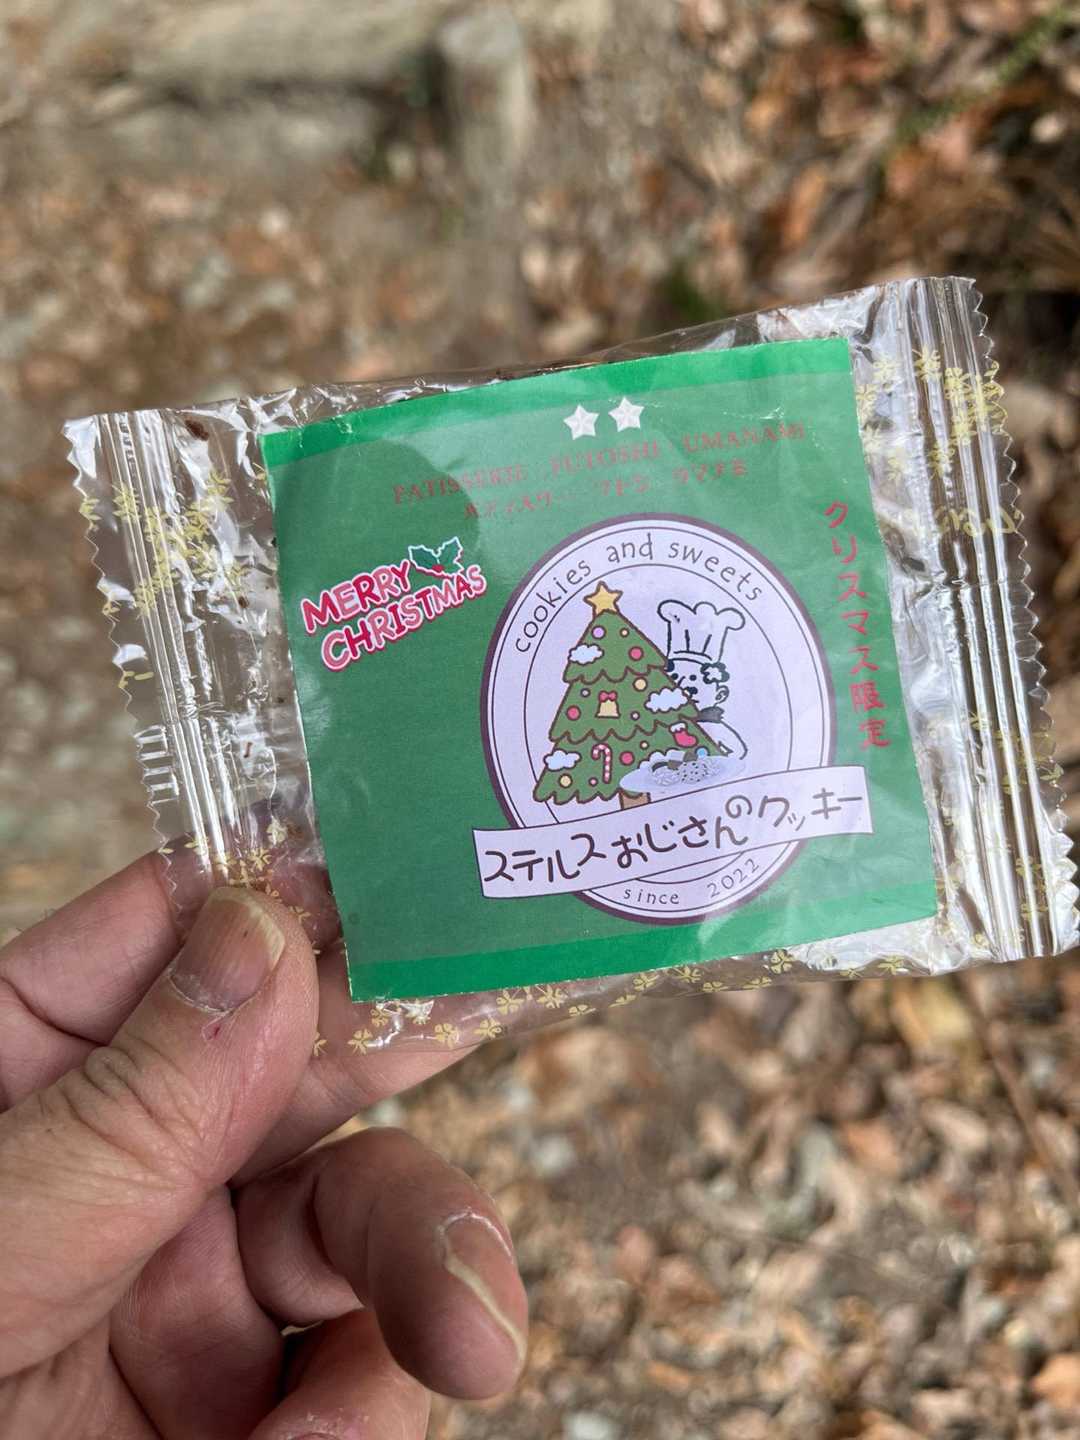 PATISSERIE FUTOSHI UMANAMI
パティスリー フトシ ウマナミ
MERRY
CHRISTMAS
クリスマス限定
cookies and sweets
ステルスおじさんのクッキー
since 2022